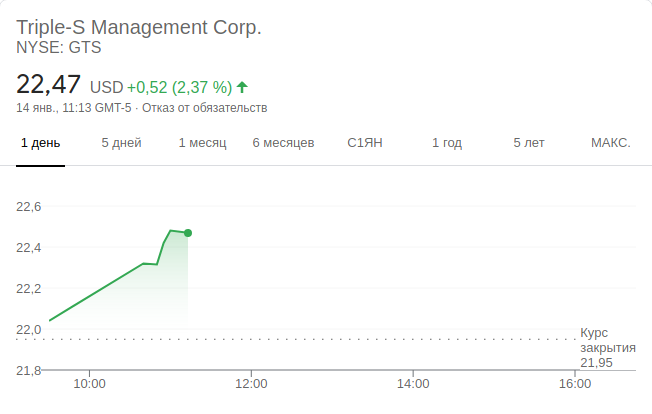 Triple-S Management Corp.
NYSE: GTS
22,47 USD +0,52 (2,37 %)
14 янв., 11:13 GMT-5 · Отказ от обязательств
1 день 5 дней 1 месяц 6 месяцев С1ЯН 1 год 5 лет МАКС.
22,6
22,4
22,2
22,0
Курс
закрытия
21,95
21,8
10:00 12:00 14:00 16:00